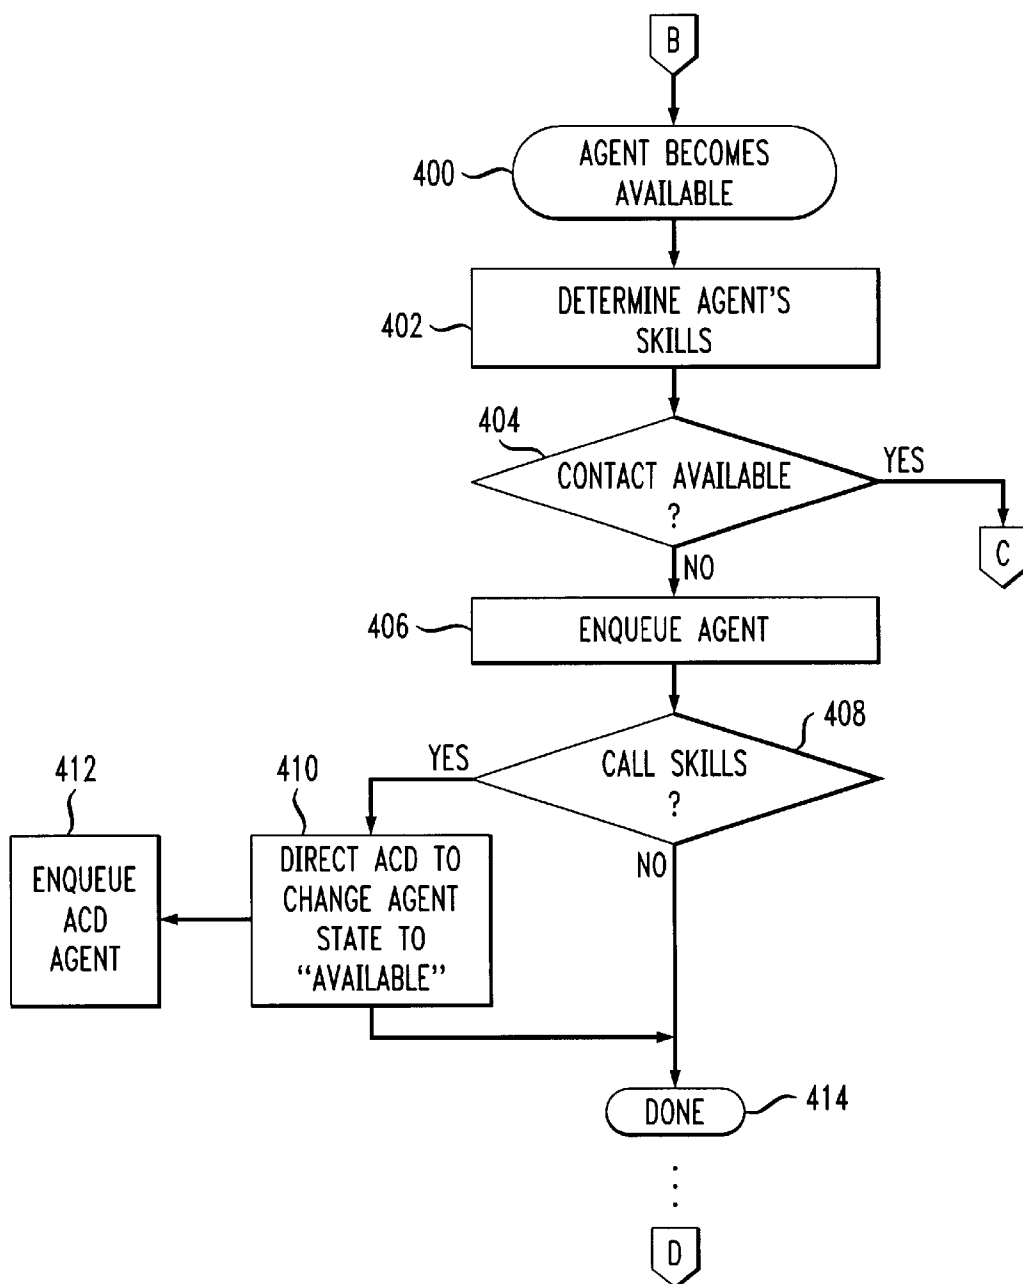 B
AGENT BECOMES
AVAILABLE
400
DETERMINE AGENT'S
SKILLS
402
404
CONTACT AVAILABLE
?
YES
C
NO
406
ENQUEUE AGENT
408
CALL SKILLS
?
YES
NO
412
410
ENQUEUE
ACD
AGENT
DIRECT ACD TO
CHANGE AGENT
STATE TO
“AVAILABLE”
DONE
414
D